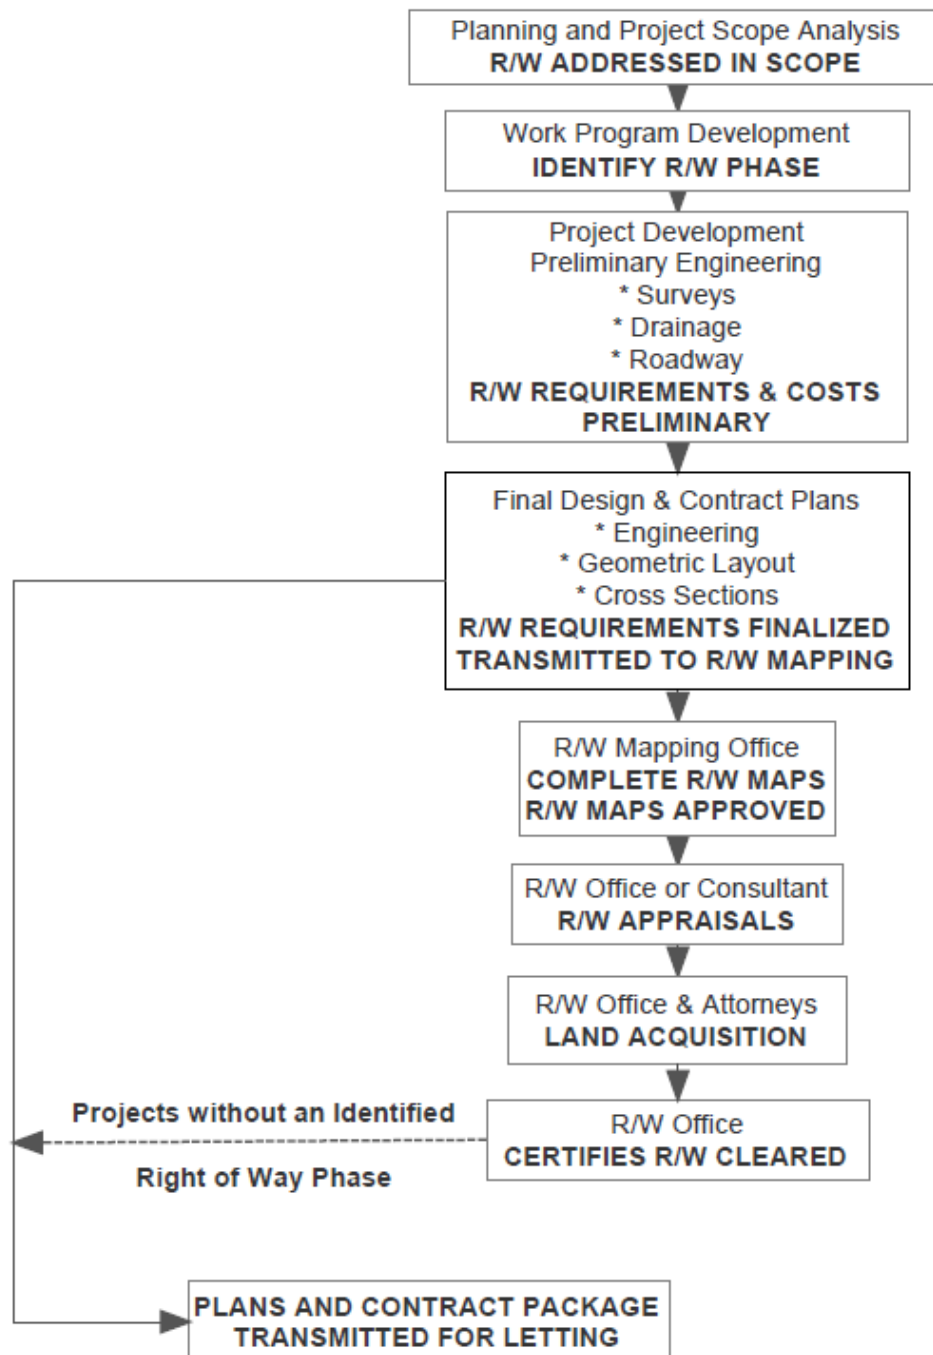 Planning and Project Scope Analysis
R/W ADDRESSED IN SCOPE
Work Program Development
IDENTIFY R/W PHASE
Project Development
Preliminary Engineering
* Surveys
* Drainage
* Roadway
R/W REQUIREMENTS & COSTS
PRELIMINARY
Final Design & Contract Plans
* Engineering
* Geometric Layout
* Cross Sections
R/W REQUIREMENTS FINALIZED
TRANSMITTED TO R/W MAPPING
R/W Mapping Office
COMPLETE R/W MAPS
R/W MAPS APPROVED
R/W Office or Consultant
R/W APPRAISALS
R/W Office & Attorneys
LAND ACQUISITION
R/W Office
CERTIFIES R/W CLEARED
Projects without an Identified
Right of Way Phase
PLANS AND CONTRACT PACKAGE
TRANSMITTED FOR LETTING